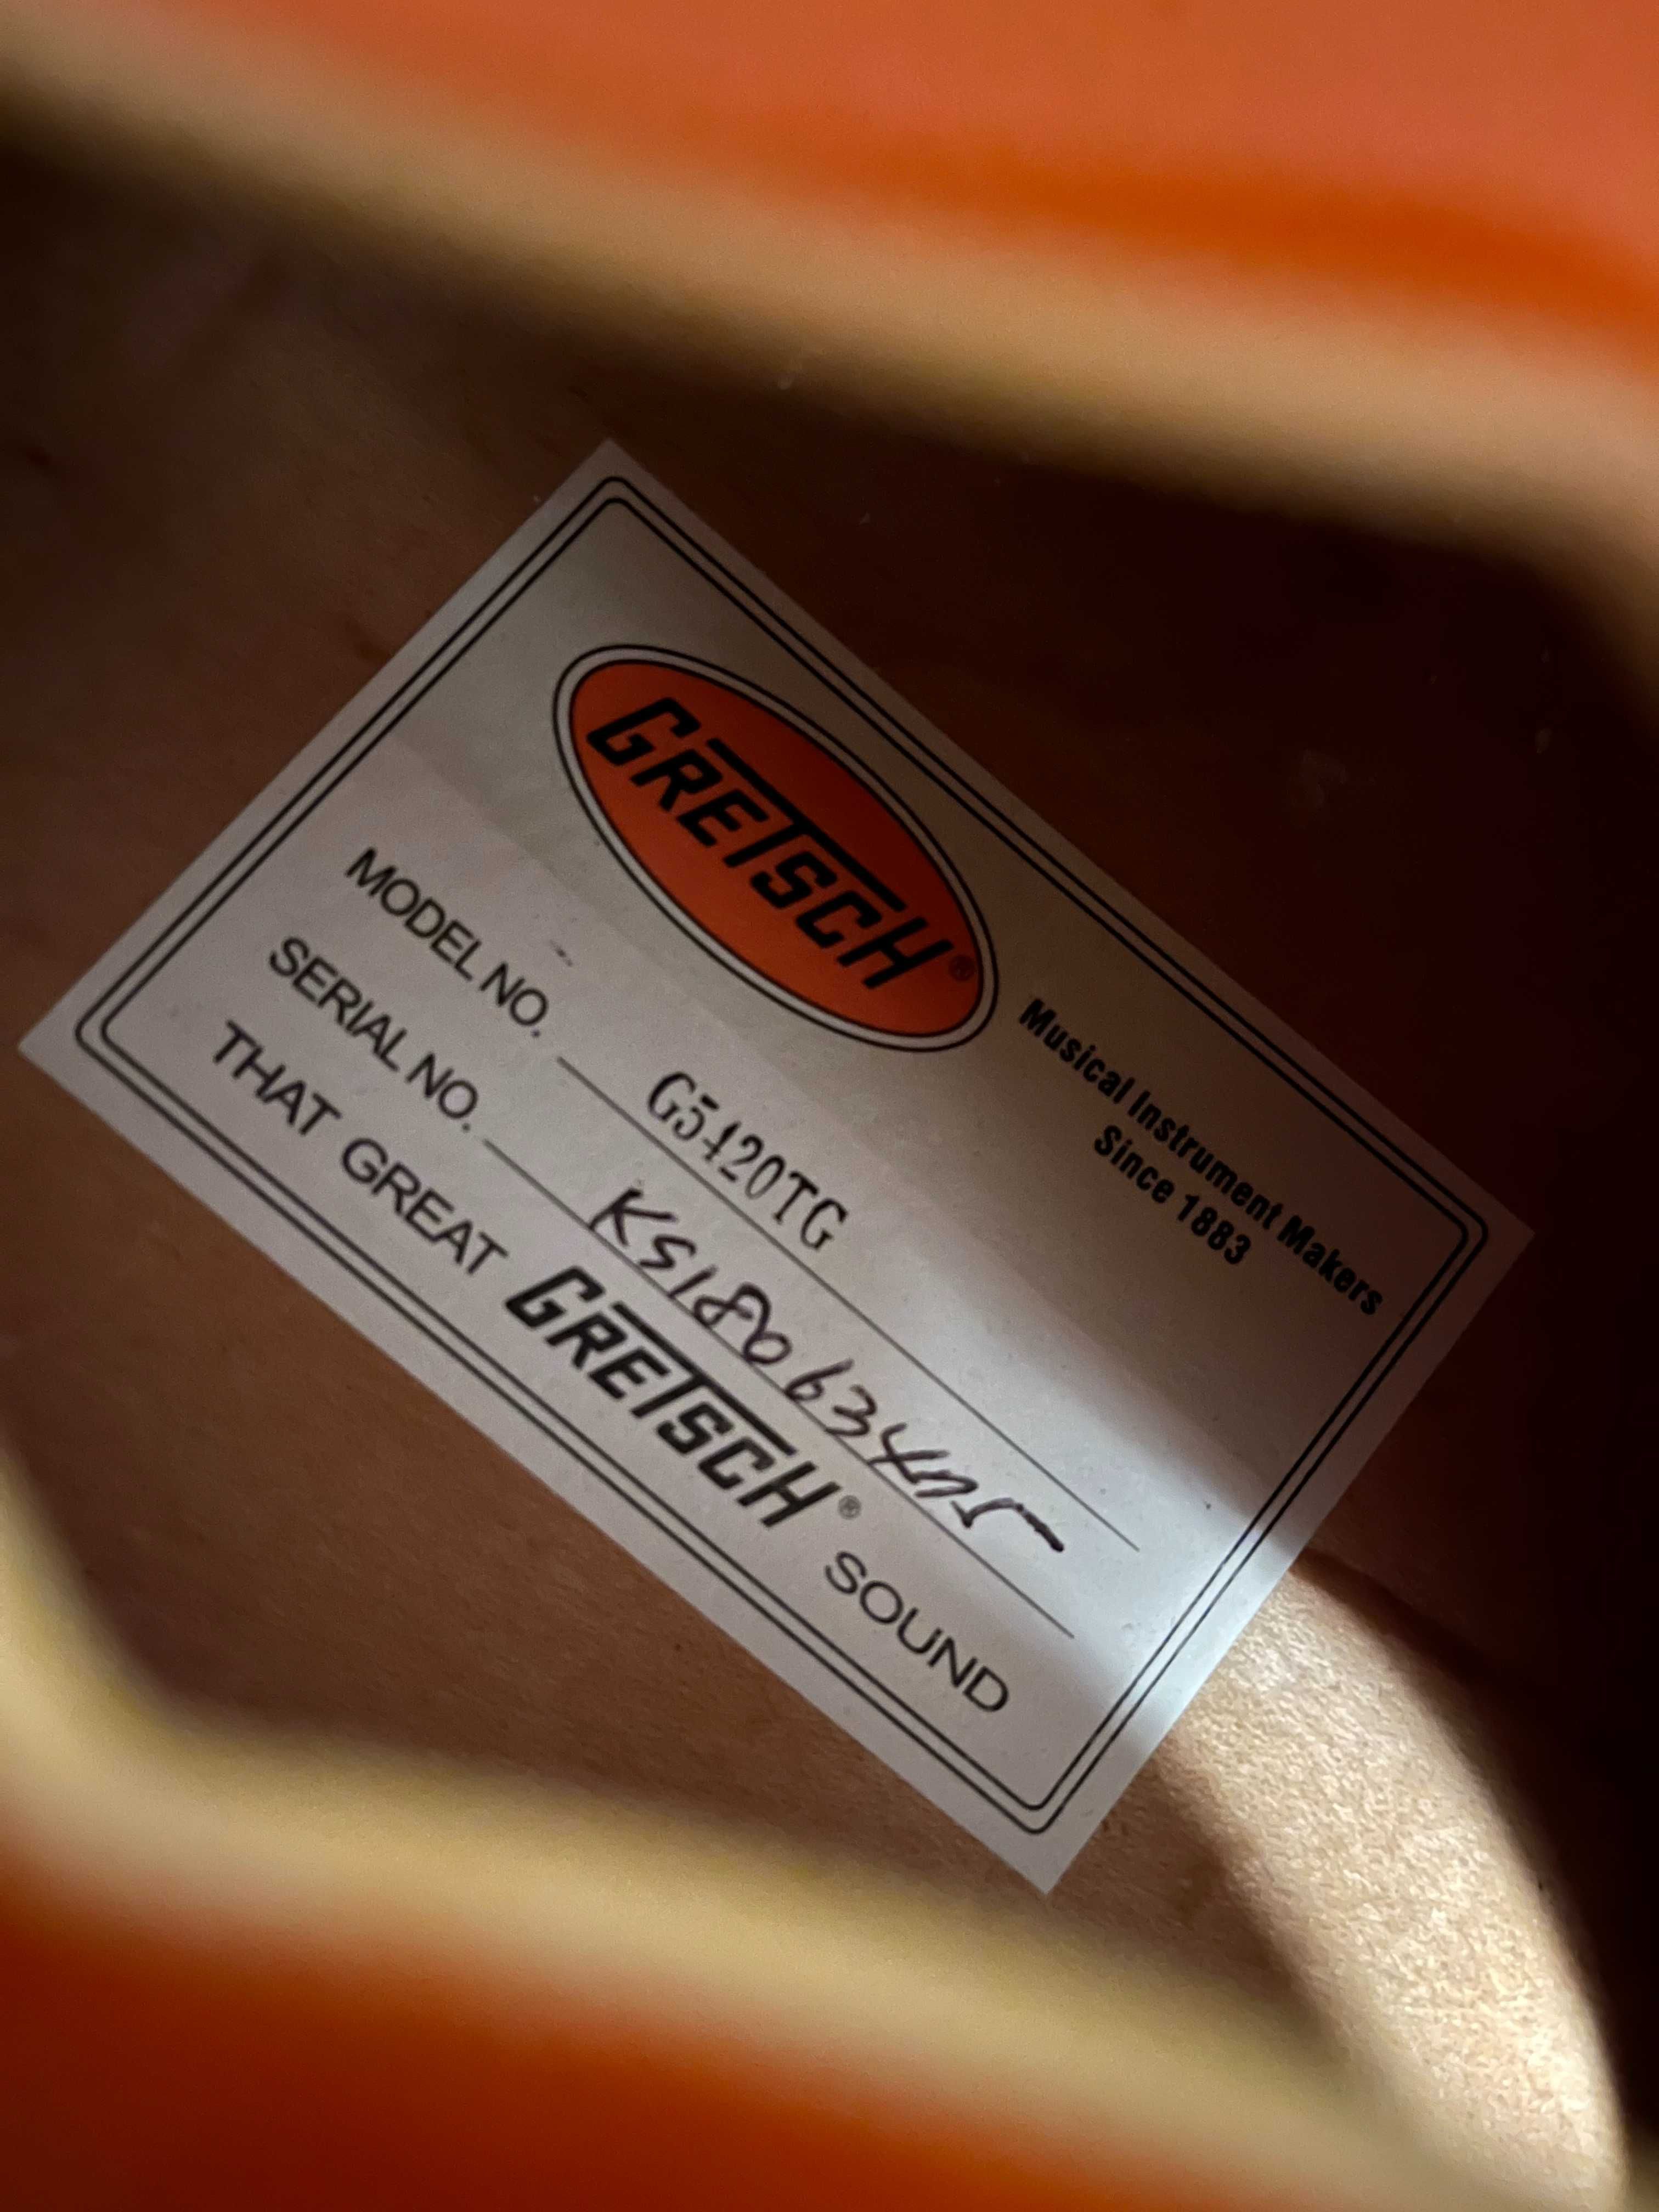 GRETSCH®
Musical Instrument Makers
Since 1883
MODEL NO. G5420TG
SERIAL NO. KS18063475
THAT GREAT GRETSCH® SOUND